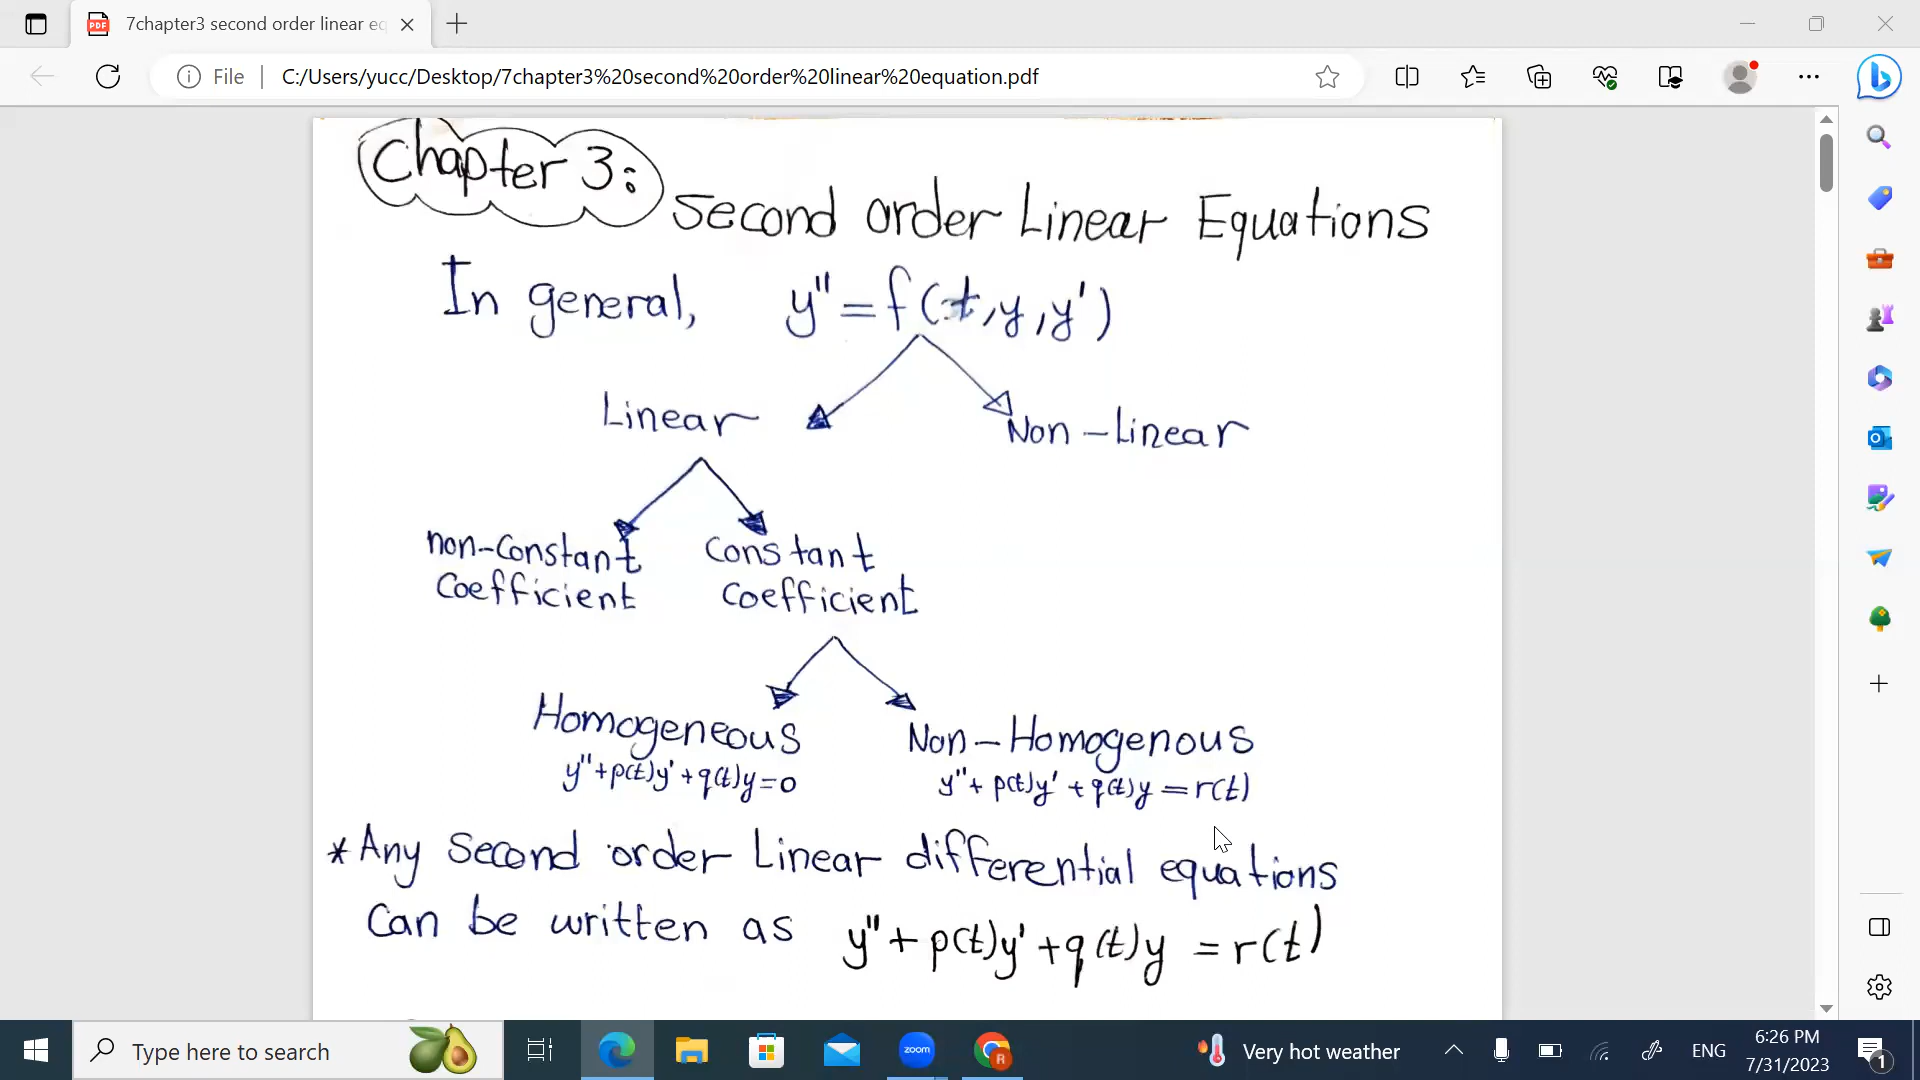 7chapter3 second order linear eq
File
C:/Users/yucc/Desktop/7chapter3%20second%20order%20linear%20equation.pdf
Chapter 3:
Second Order Linear Equations
In general, y" = f(t, y, y')
Linear
Non-Linear
non-Constant Coefficient
Constant Coefficient
Homogeneous
y"+p(t)y'+q(t)y=0
Non-Homogenous
y"+ p(t)y' + q(t)y = r(t)
* Any Second order Linear differential equations
Can be written as y"+ p(t)y' + q(t)y = r(t)
Type here to search
zoom
R
Very hot weather
ENG
6:26 PM
7/31/2023
1